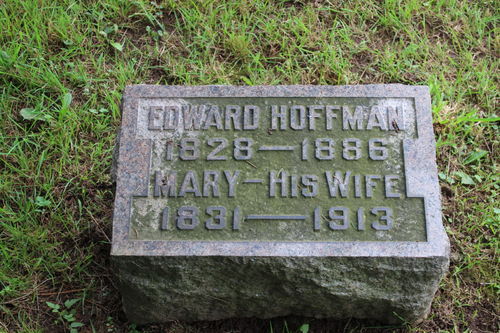 EDWARD HOFFMAN
1828—1886
MARY—HIS WIFE
1831—1913